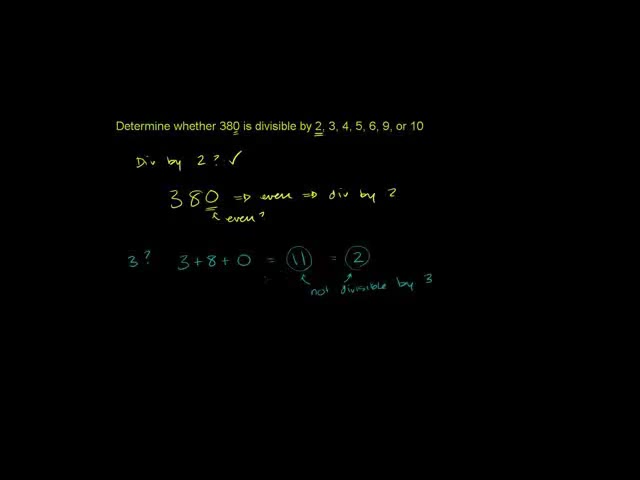 Determine whether 380 is divisible by 2, 3, 4, 5, 6, 9, or 10
Div by 2 ? ✓
380 ⇒ even ⇒ div by 2
even?
3 ? 3 + 8 + 0 = 11 = 2
not divisible by 3